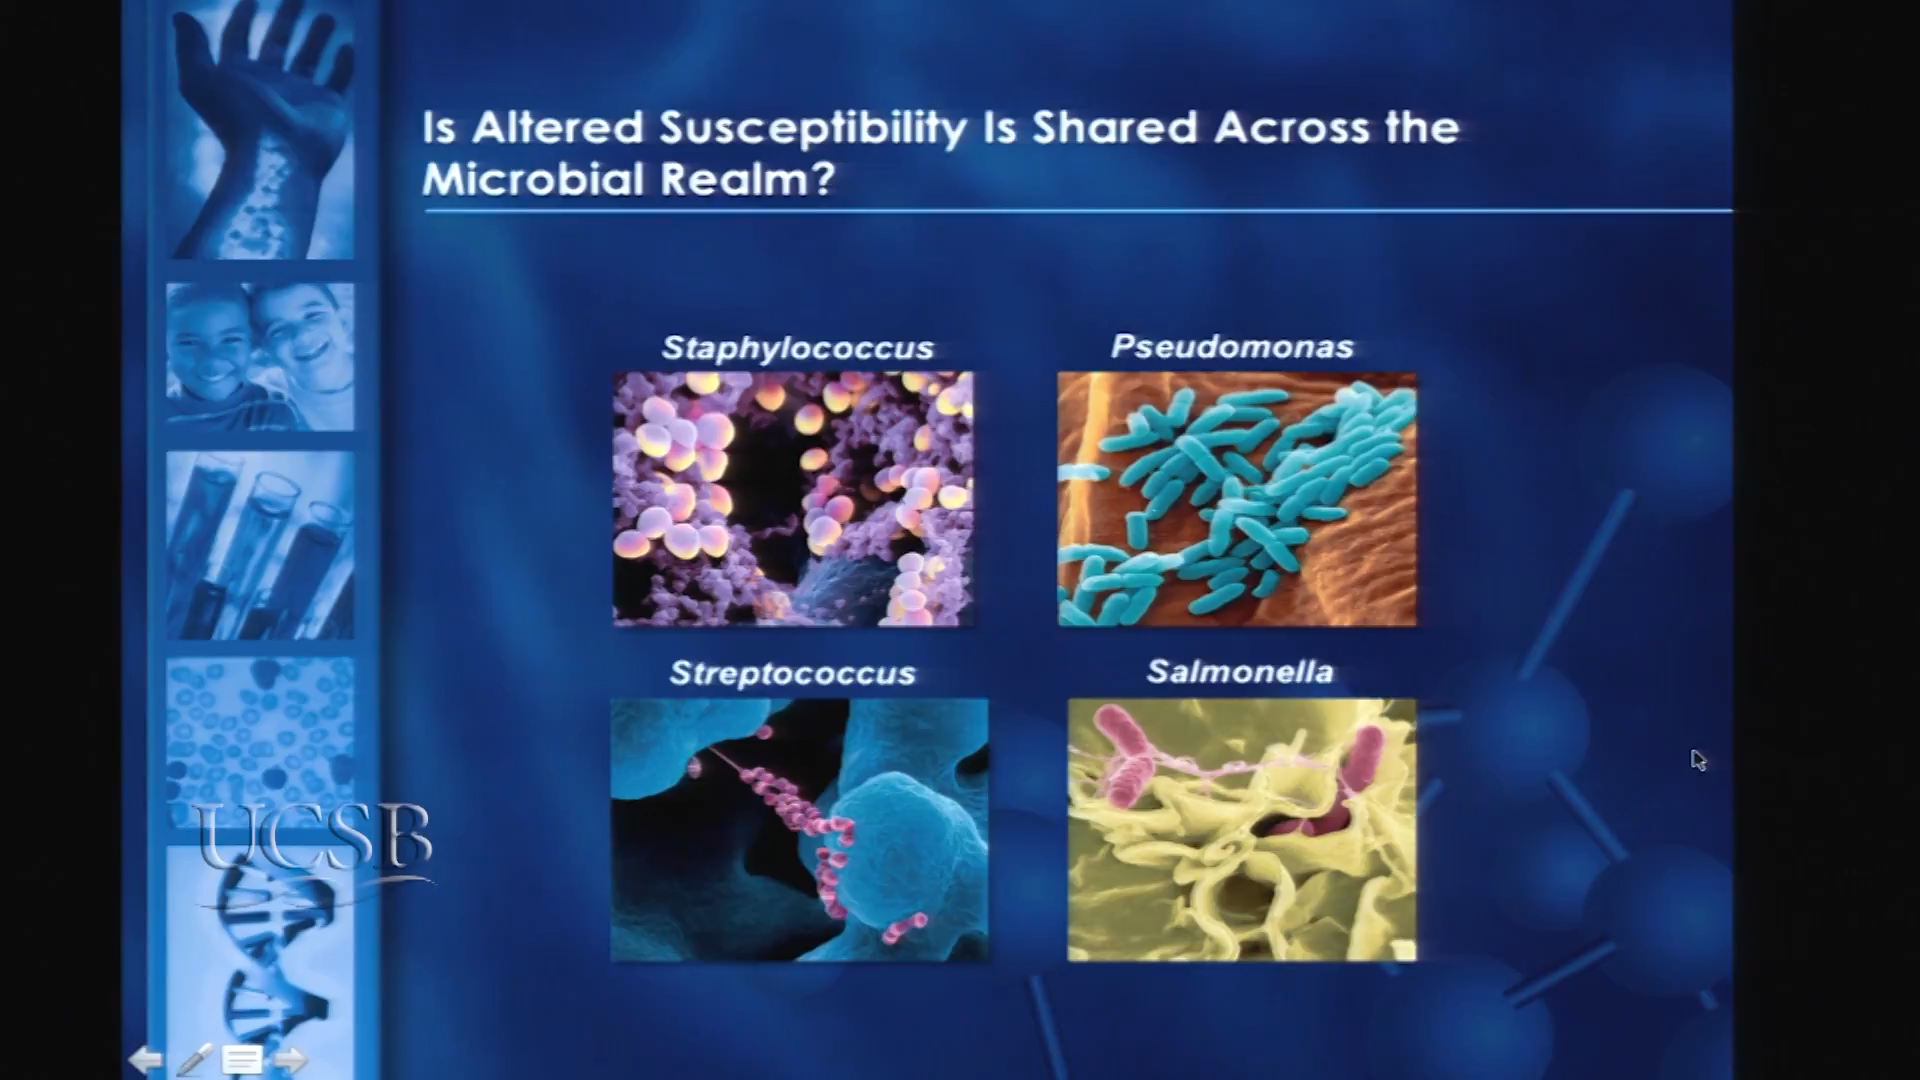 Is Altered Susceptibility Is Shared Across the
Microbial Realm?
Staphylococcus
Pseudomonas
Streptococcus
Salmonella
UCSB